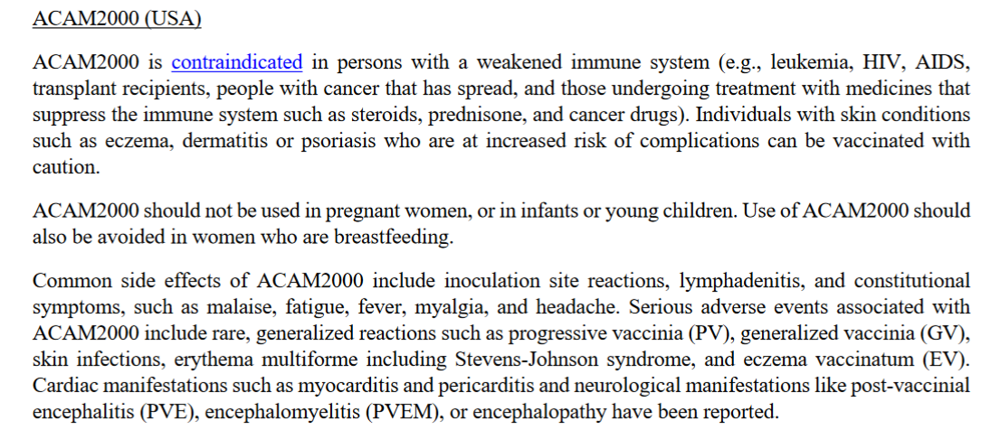 ACAM2000 (USA)
ACAM2000 is contraindicated in persons with a weakened immune system (e.g., leukemia, HIV, AIDS,
transplant recipients, people with cancer that has spread, and those undergoing treatment with medicines that
suppress the immune system such as steroids, prednisone, and cancer drugs). Individuals with skin conditions
such as eczema, dermatitis or psoriasis who are at increased risk of complications can be vaccinated with
caution.
ACAM2000 should not be used in pregnant women, or in infants or young children. Use of ACAM2000 should
also be avoided in women who are breastfeeding.
Common side effects of ACAM2000 include inoculation site reactions, lymphadenitis, and constitutional
symptoms, such as malaise, fatigue, fever, myalgia, and headache. Serious adverse events associated with
ACAM2000 include rare, generalized reactions such as progressive vaccinia (PV), generalized vaccinia (GV),
skin infections, erythema multiforme including Stevens-Johnson syndrome, and eczema vaccinatum (EV).
Cardiac manifestations such as myocarditis and pericarditis and neurological manifestations like post-vaccinial
encephalitis (PVE), encephalomyelitis (PVEM), or encephalopathy have been reported.